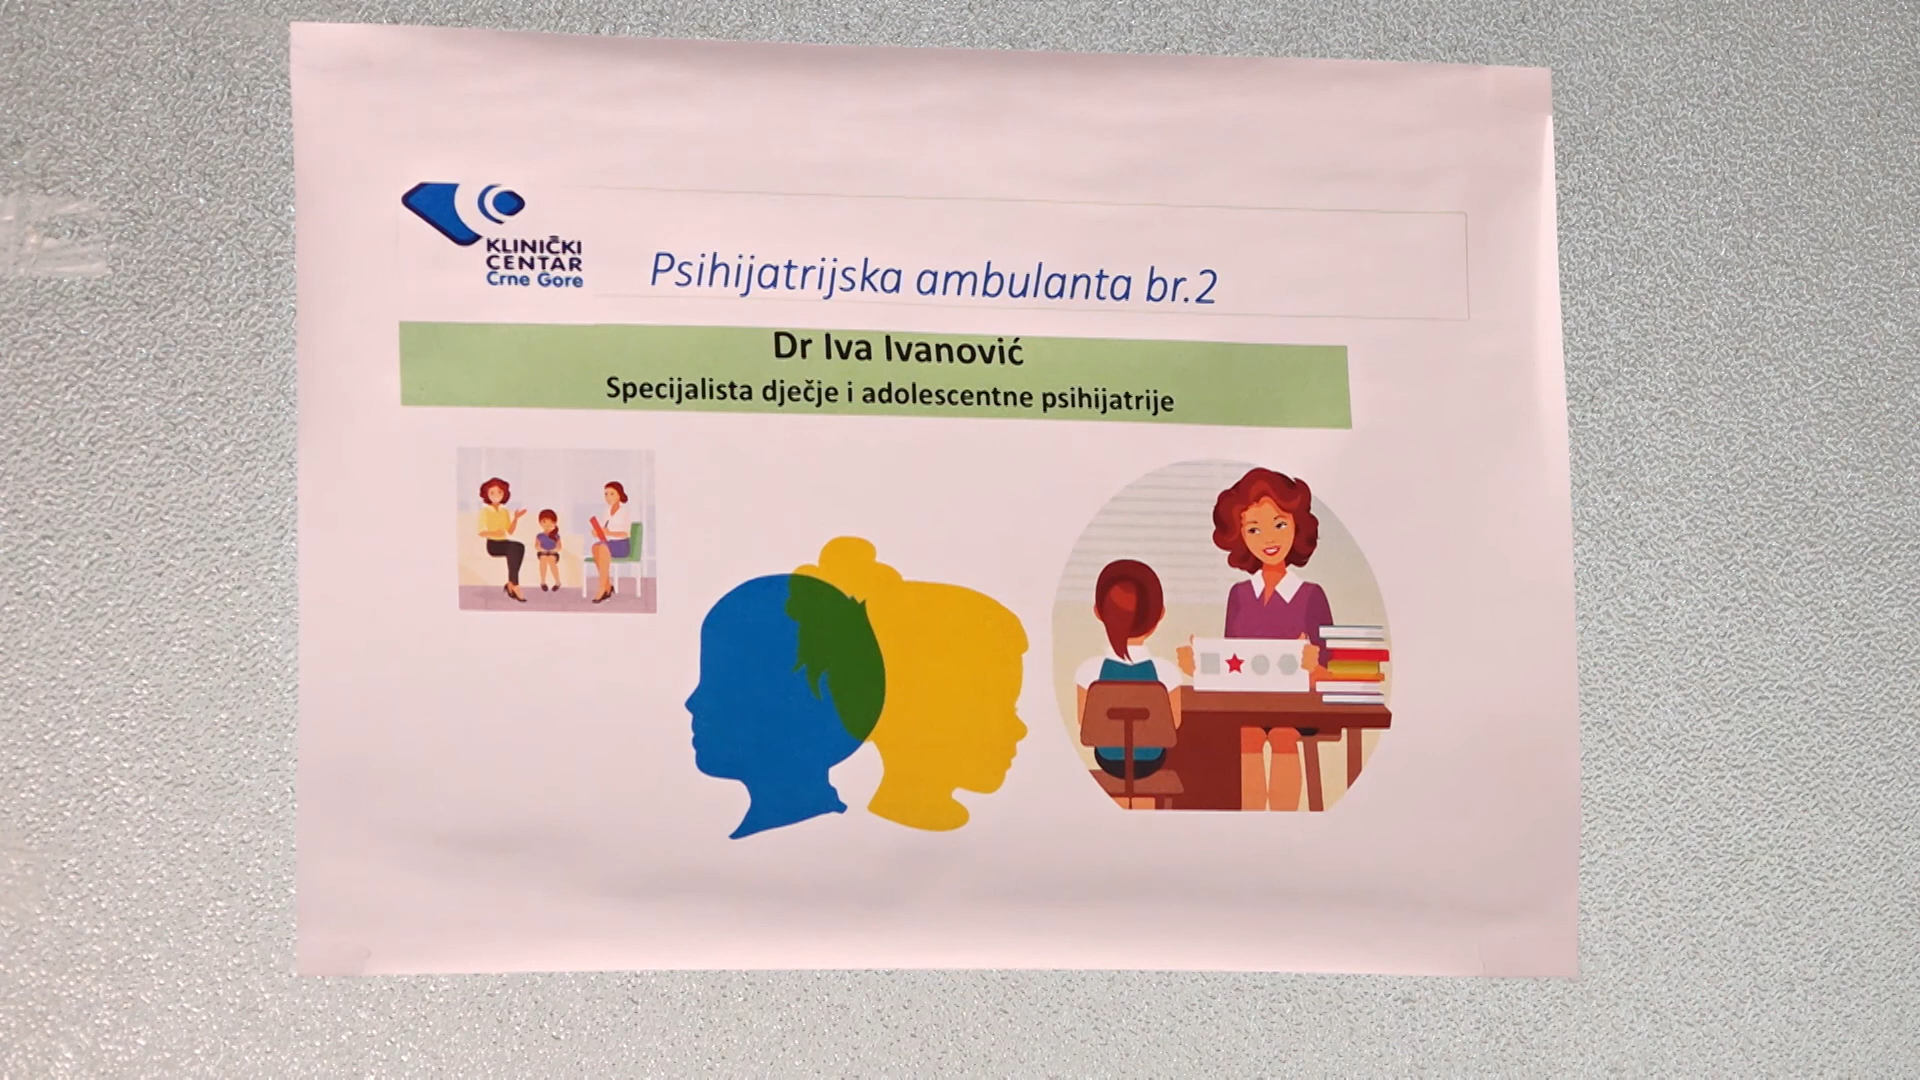 KLINIČKI
CENTAR
Crne Gore
Psihijatrijska ambulanta br.2
Dr Iva Ivanović
Specijalista dječje i adolescentne psihijatrije